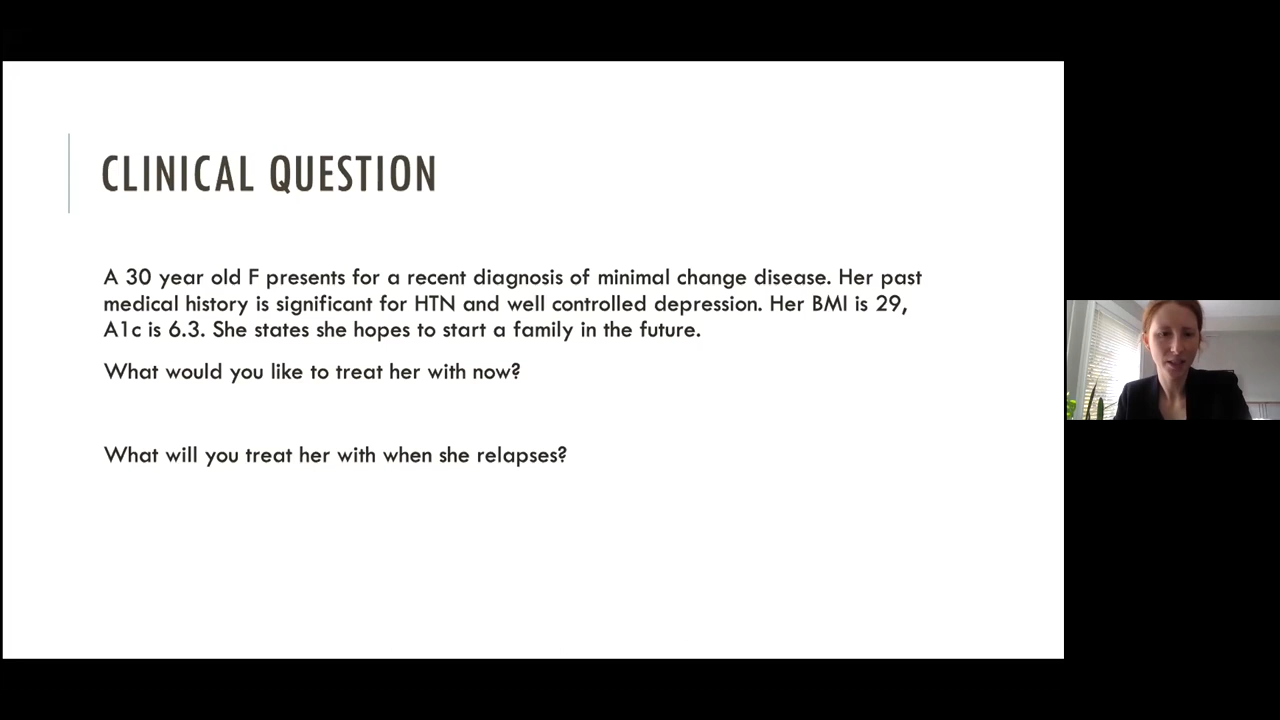 CLINICAL QUESTION
A 30 year old F presents for a recent diagnosis of minimal change disease. Her past
medical history is significant for HTN and well controlled depression. Her BMI is 29,
A1c is 6.3. She states she hopes to start a family in the future.
What would you like to treat her with now?
What will you treat her with when she relapses?